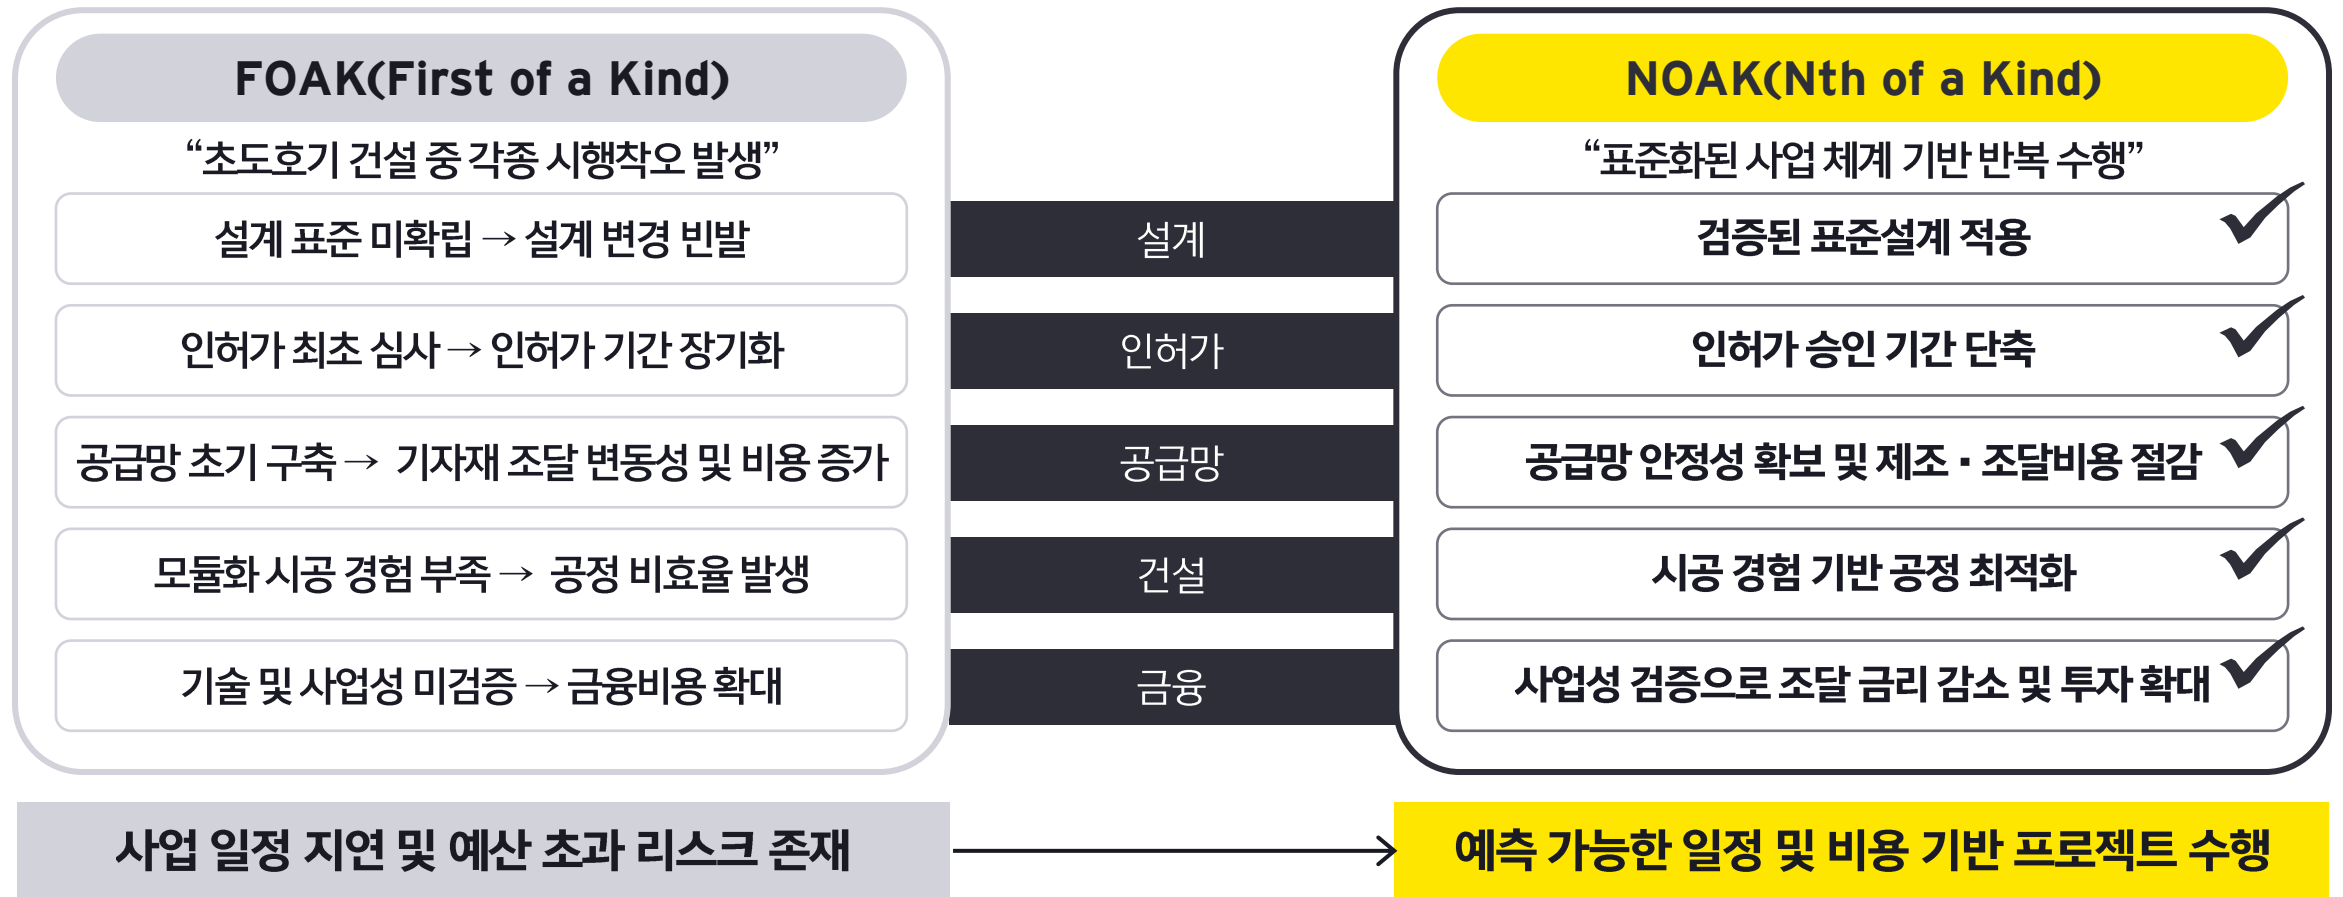 FOAK(First of a Kind)
“초도호기 건설 중 각종 시행착오 발생”
설계 표준 미확립 → 설계 변경 빈발
인허가 최초 심사 → 인허가 기간 장기화
공급망 초기 구축 → 기자재 조달 변동성 및 비용 증가
모듈화 시공 경험 부족 → 공정 비효율 발생
기술 및 사업성 미검증 → 금융비용 확대
설계
인허가
공급망
건설
금융
NOAK(Nth of a Kind)
“표준화된 사업 체계 기반 반복 수행”
검증된 표준설계 적용
인허가 승인 기간 단축
공급망 안정성 확보 및 제조 · 조달비용 절감
시공 경험 기반 공정 최적화
사업성 검증으로 조달 금리 감소 및 투자 확대
사업 일정 지연 및 예산 초과 리스크 존재
예측 가능한 일정 및 비용 기반 프로젝트 수행